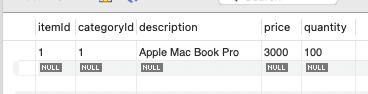 itemId categoryId description price quantity
1 1 Apple Mac Book Pro 3000 100
NULL NULL NULL NULL NULL